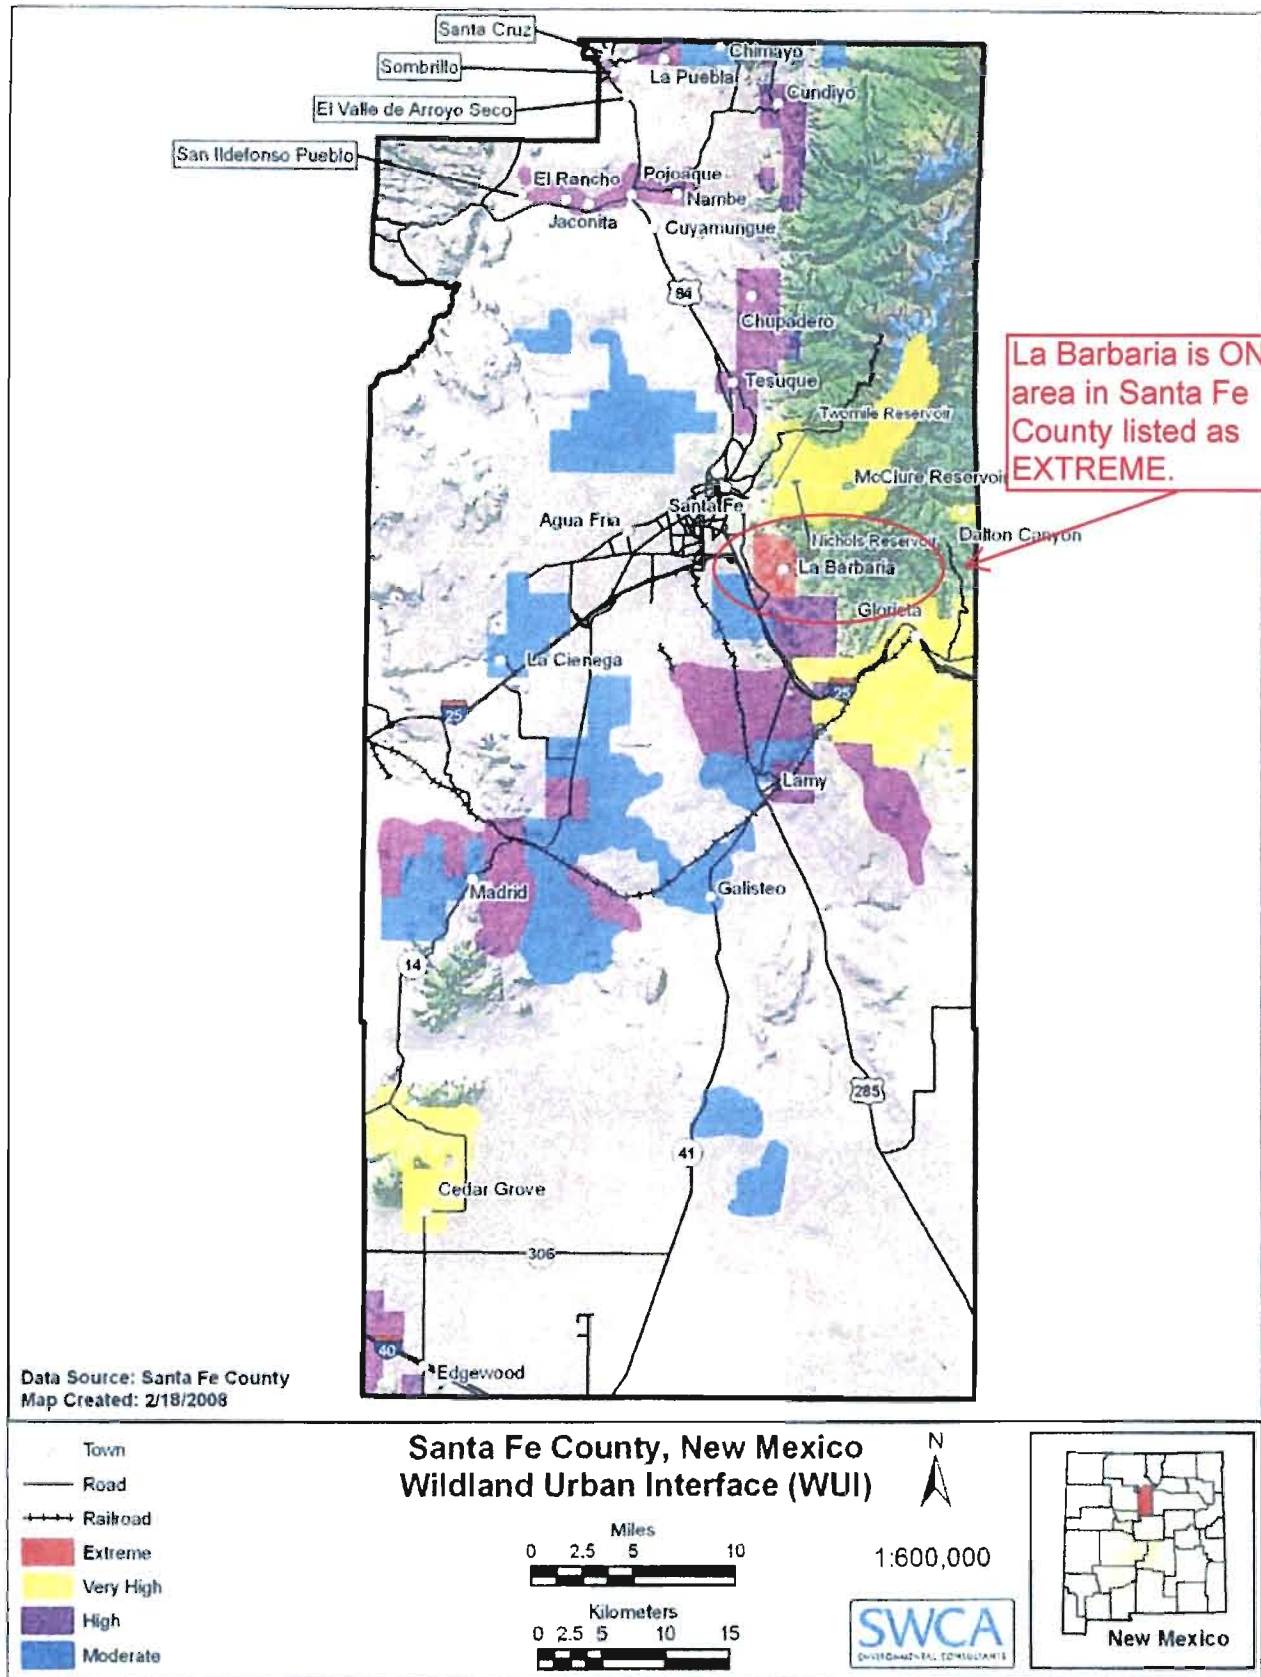 Santa Cruz
Sombrillo
El Valle de Arroyo Seco
San Ildefonso Pueblo
Chimayo
La Puebla
Cundiyo
El Rancho
Pojoaque
Nambe
Jaconita
Cuyamungue
84
Chupadero
Tesuque
Twomile Reservoir
McClure Reservoir
La Barbaria is ON
area in Santa Fe
County listed as
EXTREME.
Santa Fe
Agua Fria
Nichols Reservoir
Dalton Canyon
La Barbaria
Glorieta
La Cienega
25
25
Lamy
Madrid
Galisteo
14
285
41
Cedar Grove
306
40
Edgewood
Data Source: Santa Fe County
Map Created: 2/18/2008
Town
Road
Railroad
Extreme
Very High
High
Moderate
Santa Fe County, New Mexico
Wildland Urban Interface (WUI)
N
Miles
0 2.5 5 10
1:600,000
Kilometers
0 2.5 5 10 15
SWCA
ENVIRONMENTAL CONSULTANTS
New Mexico